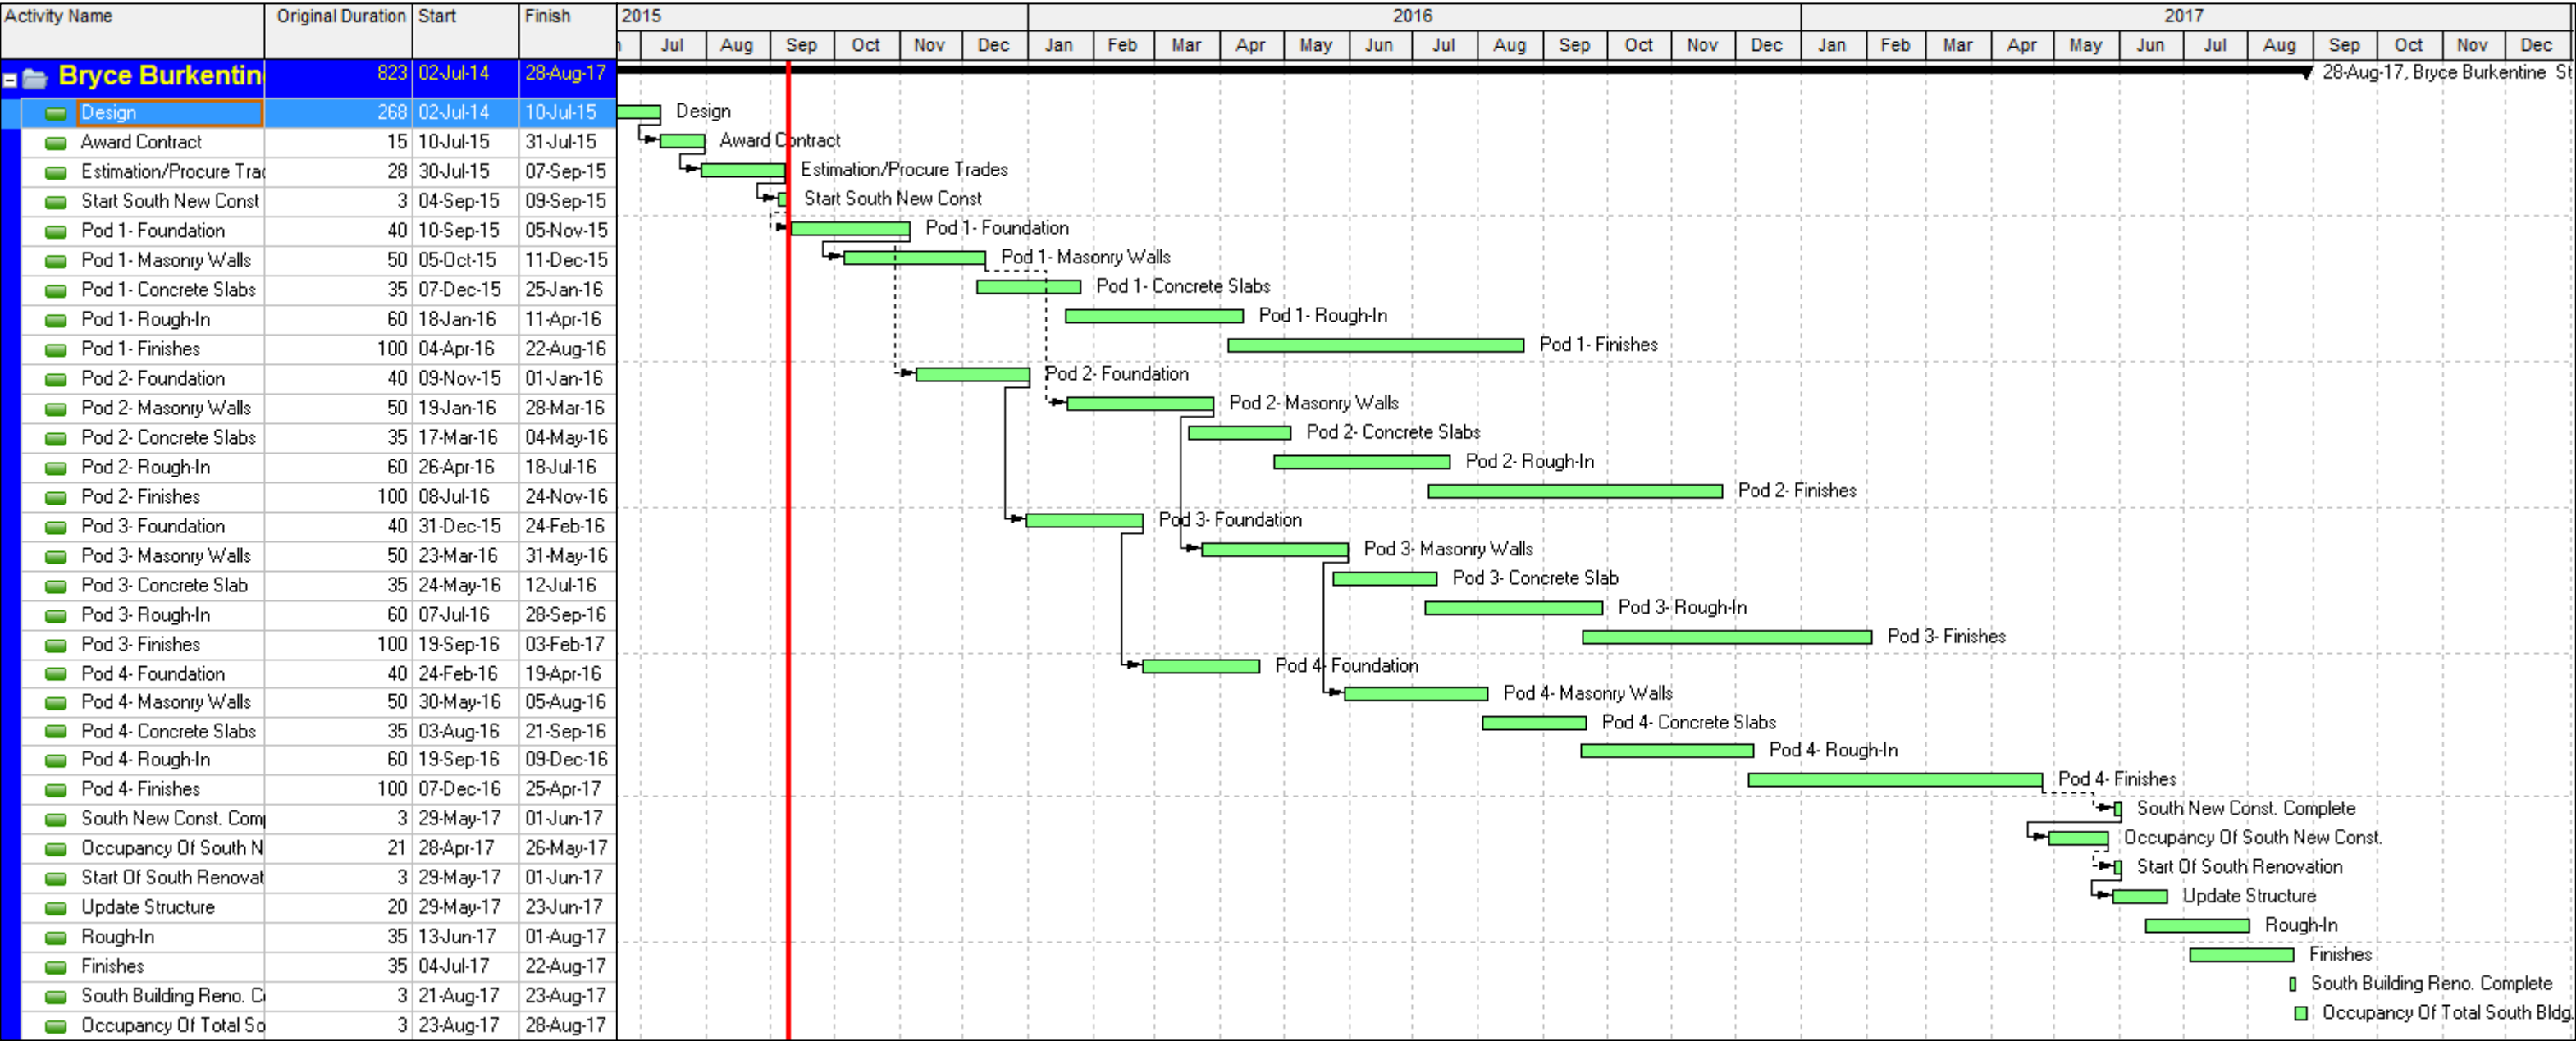 Activity Name Original Duration Start Finish 2015 2016 2017
Jul Aug Sep Oct Nov Dec Jan Feb Mar Apr May Jun Jul Aug Sep Oct Nov Dec Jan Feb Mar Apr May Jun Jul Aug Sep Oct Nov Dec
Bryce Burkentin 823 02-Jul-14 28-Aug-17 28-Aug-17, Bryce Burkentine St
Design 268 02-Jul-14 10-Jul-15 Design
Award Contract 15 10-Jul-15 31-Jul-15 Award Contract
Estimation/Procure Trac 28 30-Jul-15 07-Sep-15 Estimation/Procure Trades
Start South New Const 3 04-Sep-15 09-Sep-15 Start South New Const
Pod 1- Foundation 40 10-Sep-15 05-Nov-15 Pod 1- Foundation
Pod 1- Masonry Walls 50 05-Oct-15 11-Dec-15 Pod 1- Masonry Walls
Pod 1- Concrete Slabs 35 07-Dec-15 25-Jan-16 Pod 1- Concrete Slabs
Pod 1- Rough-In 60 18-Jan-16 11-Apr-16 Pod 1- Rough-In
Pod 1- Finishes 100 04-Apr-16 22-Aug-16 Pod 1- Finishes
Pod 2- Foundation 40 09-Nov-15 01-Jan-16 Pod 2- Foundation
Pod 2- Masonry Walls 50 19-Jan-16 28-Mar-16 Pod 2- Masonry Walls
Pod 2- Concrete Slabs 35 17-Mar-16 04-May-16 Pod 2- Concrete Slabs
Pod 2- Rough-In 60 26-Apr-16 18-Jul-16 Pod 2- Rough-In
Pod 2- Finishes 100 08-Jul-16 24-Nov-16 Pod 2- Finishes
Pod 3- Foundation 40 31-Dec-15 24-Feb-16 Pod 3- Foundation
Pod 3- Masonry Walls 50 23-Mar-16 31-May-16 Pod 3- Masonry Walls
Pod 3- Concrete Slab 35 24-May-16 12-Jul-16 Pod 3- Concrete Slab
Pod 3- Rough-In 60 07-Jul-16 28-Sep-16 Pod 3- Rough-In
Pod 3- Finishes 100 19-Sep-16 03-Feb-17 Pod 3- Finishes
Pod 4- Foundation 40 24-Feb-16 19-Apr-16 Pod 4- Foundation
Pod 4- Masonry Walls 50 30-May-16 05-Aug-16 Pod 4- Masonry Walls
Pod 4- Concrete Slabs 35 03-Aug-16 21-Sep-16 Pod 4- Concrete Slabs
Pod 4- Rough-In 60 19-Sep-16 09-Dec-16 Pod 4- Rough-In
Pod 4- Finishes 100 07-Dec-16 25-Apr-17 Pod 4- Finishes
South New Const. Com 3 29-May-17 01-Jun-17 South New Const. Complete
Occupancy Of South N 21 28-Apr-17 26-May-17 Occupancy Of South New Const.
Start Of South Renovat 3 29-May-17 01-Jun-17 Start Of South Renovation
Update Structure 20 29-May-17 23-Jun-17 Update Structure
Rough-In 35 13-Jun-17 01-Aug-17 Rough-In
Finishes 35 04-Jul-17 22-Aug-17 Finishes
South Building Reno. C 3 21-Aug-17 23-Aug-17 South Building Reno. Complete
Occupancy Of Total So 3 23-Aug-17 28-Aug-17 Occupancy Of Total South Bldg.